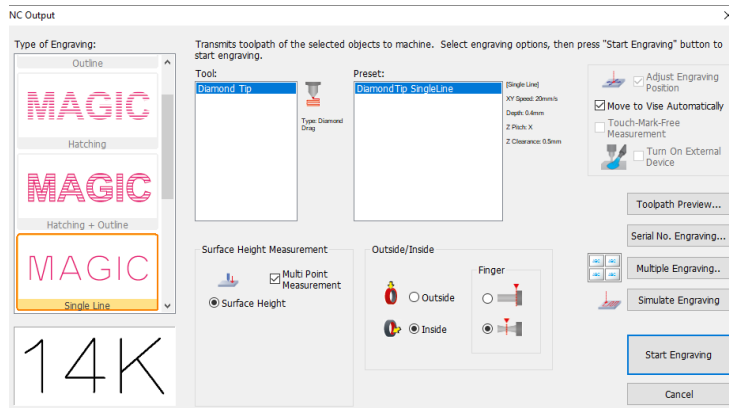 NC Output
Type of Engraving:
Outline
MAGIC
Hatching
MAGIC
Hatching + Outline
MAGIC
Single Line
14K
Transmits toolpath of the selected objects to machine. Select engraving options, then press "Start Engraving" button to
start engraving.
Tool:
Diamond Tip
Type: Diamond
Drag
Preset:
DiamondTip SingleLine
[Single Line]
XY Speed: 20mm/s
Depth: 0.4mm
Z Pitch: X
Z Clearance: 0.5mm
Adjust Engraving
Position
Move to Vise Automatically
Touch-Mark-Free
Measurement
Turn On External
Device
Surface Height Measurement
Multi Point
Measurement
Surface Height
Outside/Inside
Outside
Inside
Finger
Toolpath Preview...
Serial No. Engraving...
Multiple Engraving..
Simulate Engraving
Start Engraving
Cancel